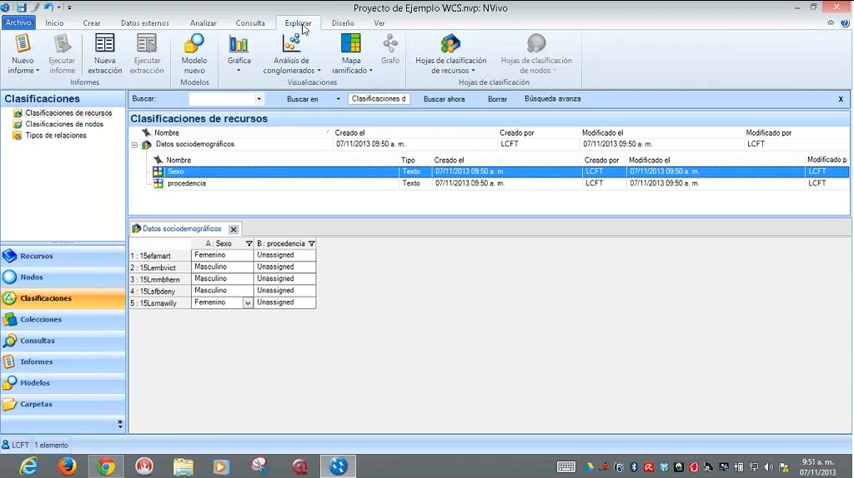 Proyecto de Ejemplo WCS.nvp: NVivo
Archivo Inicio Crear Datos externos Analizar Consulta Explorar Diseño Ver
Nuevo informe Ejecutar informe Nueva extracción Ejecutar extracción Modelo nuevo Gráfica Análisis de conglomerados Mapa ramificado Grafo Hojas de clasificación de recursos Hojas de clasificación de nodos
Informes Modelos Visualizaciones Hojas de clasificación
Clasificaciones
Clasificaciones de recursos
Clasificaciones de nodos
Tipos de relaciones
Buscar: Buscar en Clasificaciones d Buscar ahora Borrar Búsqueda avanza x
Clasificaciones de recursos
Nombre Creado el Creado por Modificado el Modificado por
Datos sociodemográficos 07/11/2013 09:50 a. m. LCFT 07/11/2013 09:50 a. m. LCFT
Nombre Tipo Creado el Creado por Modificado el Modificado p
Sexo Texto 07/11/2013 09:50 a. m. LCFT 07/11/2013 09:50 a. m. LCFT
procedencia Texto 07/11/2013 09:50 a. m. LCFT 07/11/2013 09:50 a. m. LCFT
Datos sociodemográficos
A : Sexo B : procedencia
1 : 15efamart Femenino Unassigned
2 : 15Lembvict Masculino Unassigned
3 : 15Lmmbhern Masculino Unassigned
4 : 15Lsfbdeny Masculino Unassigned
5 : 15Lsmawily Femenino Unassigned
Recursos
Nodos
Clasificaciones
Colecciones
Consultas
Informes
Modelos
Carpetas
LCFT 1 elemento
9:51 a. m.
07/11/2013